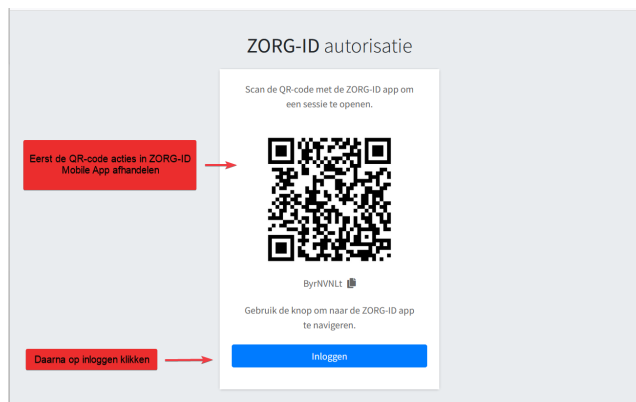 ZORG-ID autorisatie
Scan de QR-code met de ZORG-ID app om
een sessie te openen.
Eerst de QR-code acties in ZORG-ID
Mobile App afhandelen
ByrNVNLt
Gebruik de knop om naar de ZORG-ID app
te navigeren.
Daarna op inloggen klikken
Inloggen